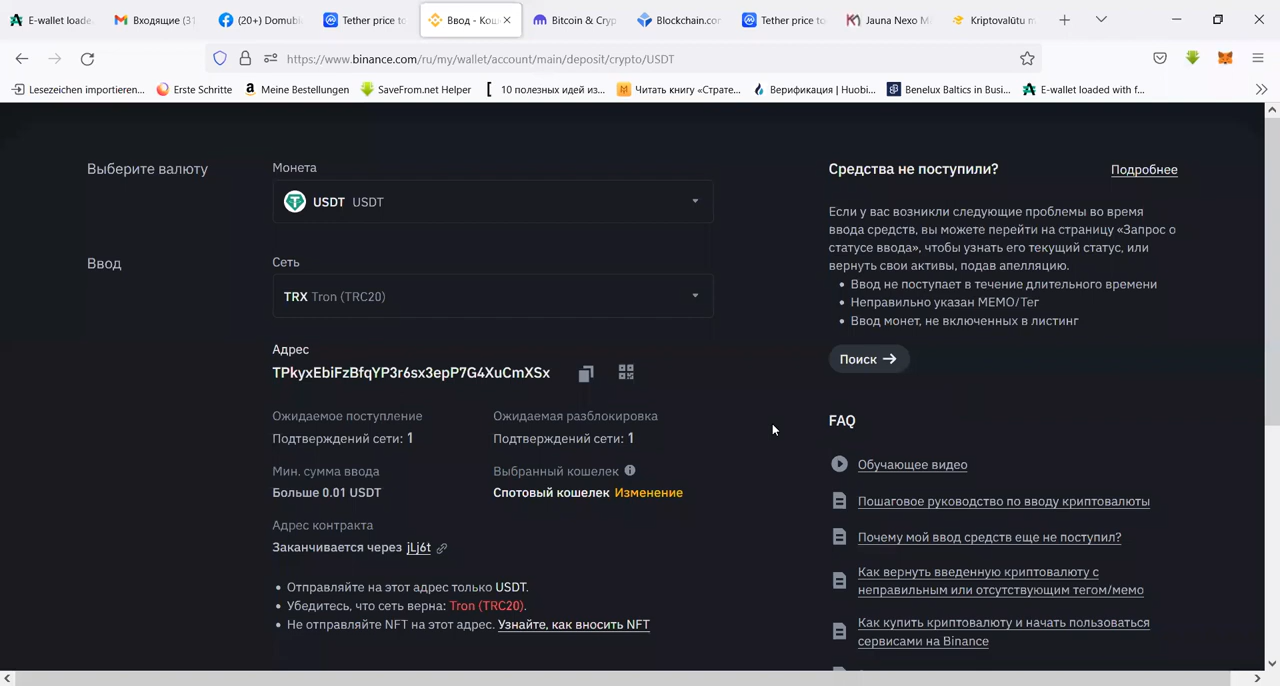 E-wallet loade
Входящие (31
(20+) Domubi
Tether price to
Ввод - Коше
Bitcoin & Cryp
Blockchain.com
Tether price to
Jauna Nexo M
Kriptovalūtu m
https://www.binance.com/ru/my/wallet/account/main/deposit/crypto/USDT
Lesezeichen importieren...
Erste Schritte
Meine Bestellungen
SaveFrom.net Helper
10 полезных идей из...
Читать книгу «Страте...
Верификация | Huobi...
Benelux Baltics in Busi...
E-wallet loaded with f...
Выберите валюту
Монета
USDT USDT
Ввод
Сеть
TRX Tron (TRC20)
Адрес
TPkyxEbiFzBfqYP3r6sx3epP7G4XuCmXSx
Ожидаемое поступление
Подтверждений сети: 1
Ожидаемая разблокировка
Подтверждений сети: 1
Мин. сумма ввода
Больше 0.01 USDT
Выбранный кошелек
Спотовый кошелек Изменение
Адрес контракта
Заканчивается через jLj6t
• Отправляйте на этот адрес только USDT.
• Убедитесь, что сеть верна: Tron (TRC20).
• Не отправляйте NFT на этот адрес. Узнайте, как вносить NFT
Средства не поступили?
Подробнее
Если у вас возникли следующие проблемы во время
ввода средств, вы можете перейти на страницу «Запрос о
статусе ввода», чтобы узнать его текущий статус, или
вернуть свои активы, подав апелляцию.
• Ввод не поступает в течение длительного времени
• Неправильно указан MEMO/Тег
• Ввод монет, не включенных в листинг
Поиск
FAQ
Обучающее видео
Пошаговое руководство по вводу криптовалюты
Почему мой ввод средств еще не поступил?
Как вернуть введенную криптовалюту с
неправильным или отсутствующим тегом/мемо
Как купить криптовалюту и начать пользоваться
сервисами на Binance